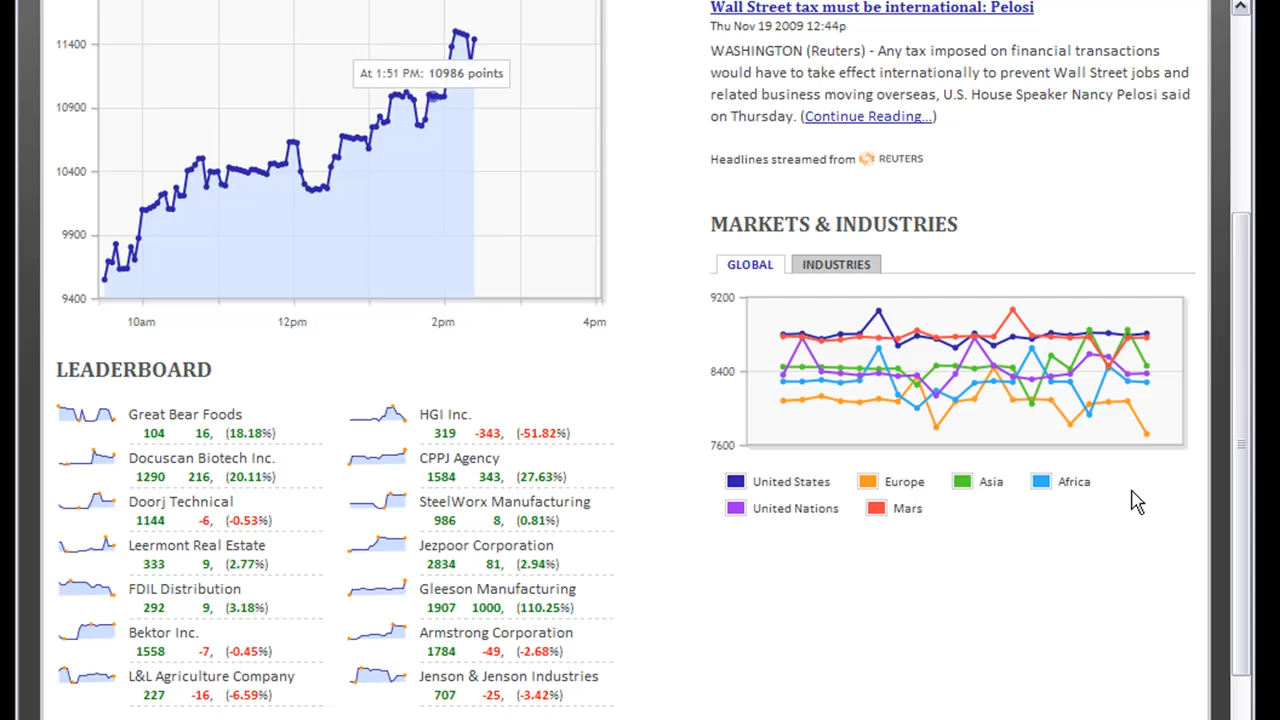 11400
10900
10400
9900
9400
At 1:51 PM: 10986 points
10am 12pm 2pm 4pm
LEADERBOARD
Great Bear Foods
104 16, (18.18%)
Docuscan Biotech Inc.
1290 216, (20.11%)
Doorj Technical
1144 -6, (-0.53%)
Leermont Real Estate
333 9, (2.77%)
FDIL Distribution
292 9, (3.18%)
Bektor Inc.
1558 -7, (-0.45%)
L&L Agriculture Company
227 -16, (-6.59%)
HGI Inc.
319 -343, (-51.82%)
CPPJ Agency
1584 343, (27.63%)
SteelWorx Manufacturing
986 8, (0.81%)
Jezpoor Corporation
2834 81, (2.94%)
Gleeson Manufacturing
1907 1000, (110.25%)
Armstrong Corporation
1784 -49, (-2.68%)
Jenson & Jenson Industries
707 -25, (-3.42%)
Wall Street tax must be international: Pelosi
Thu Nov 19 2009 12:44p
WASHINGTON (Reuters) - Any tax imposed on financial transactions
would have to take effect internationally to prevent Wall Street jobs and
related business moving overseas, U.S. House Speaker Nancy Pelosi said
on Thursday. (Continue Reading...)
Headlines streamed from REUTERS
MARKETS & INDUSTRIES
GLOBAL INDUSTRIES
9200
8400
7600
United States Europe Asia Africa
United Nations Mars